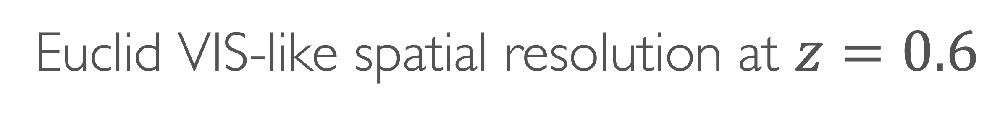 Euclid VIS-like spatial resolution at z = 0.6